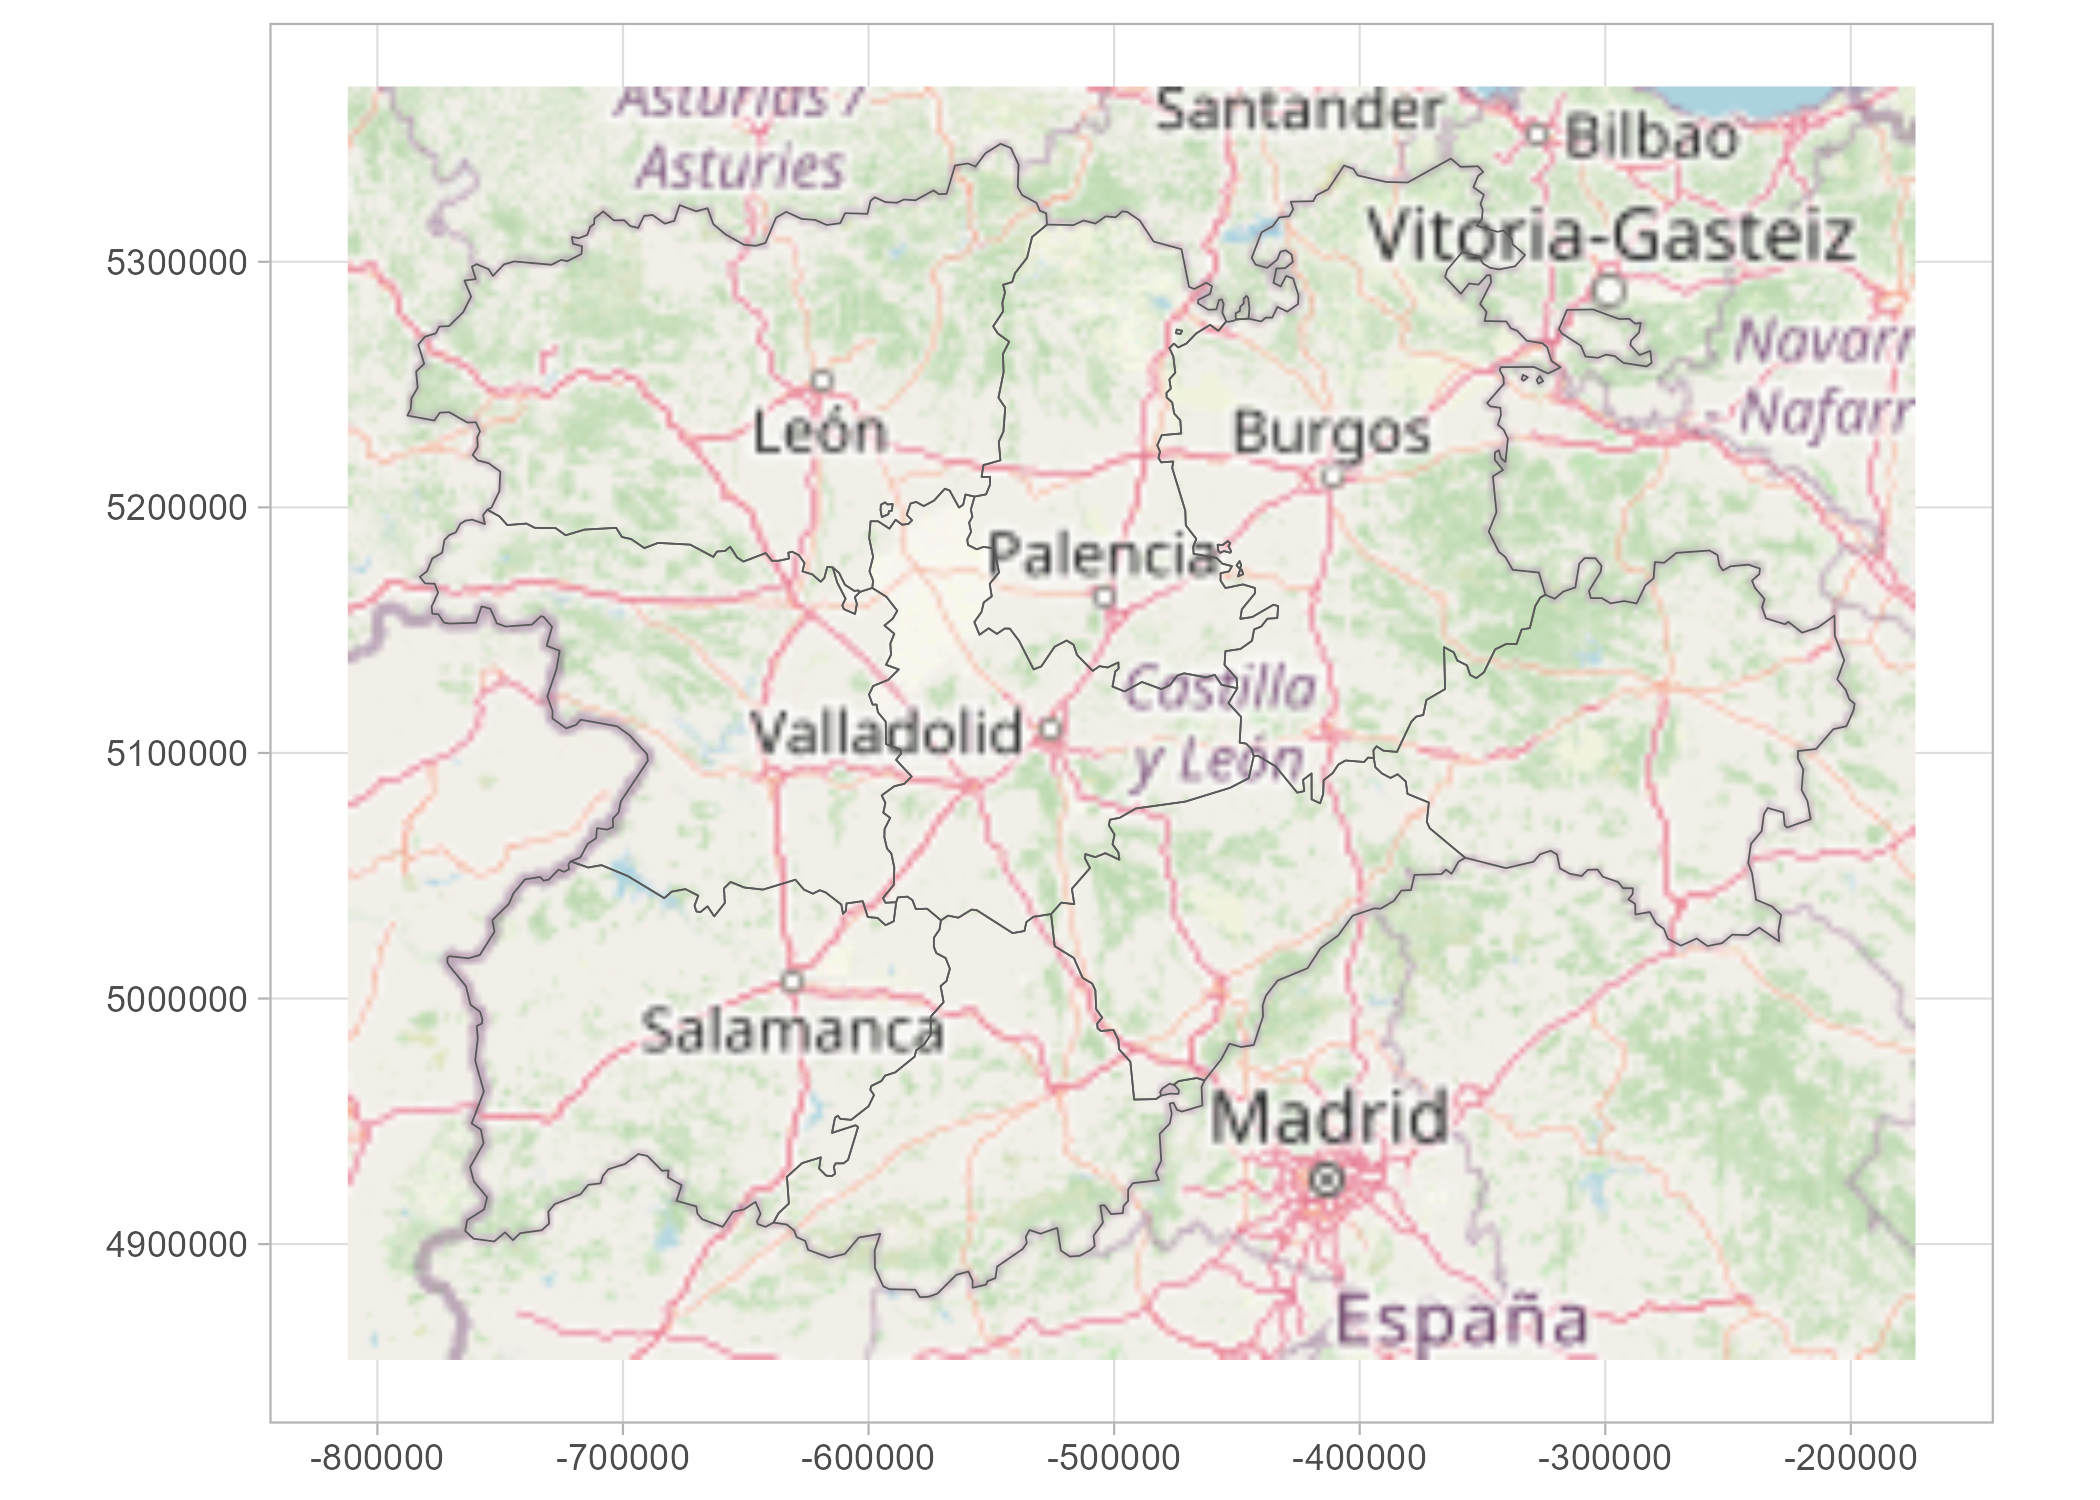 Asturias /
Asturies
Santander
Bilbao
Vitoria-Gasteiz
Navarr
- Nafarr
León
Burgos
Palencia
Valladolid
Castilla
y León
Salamanca
Madrid
España
5300000
5200000
5100000
5000000
4900000
-800000
-700000
-600000
-500000
-400000
-300000
-200000